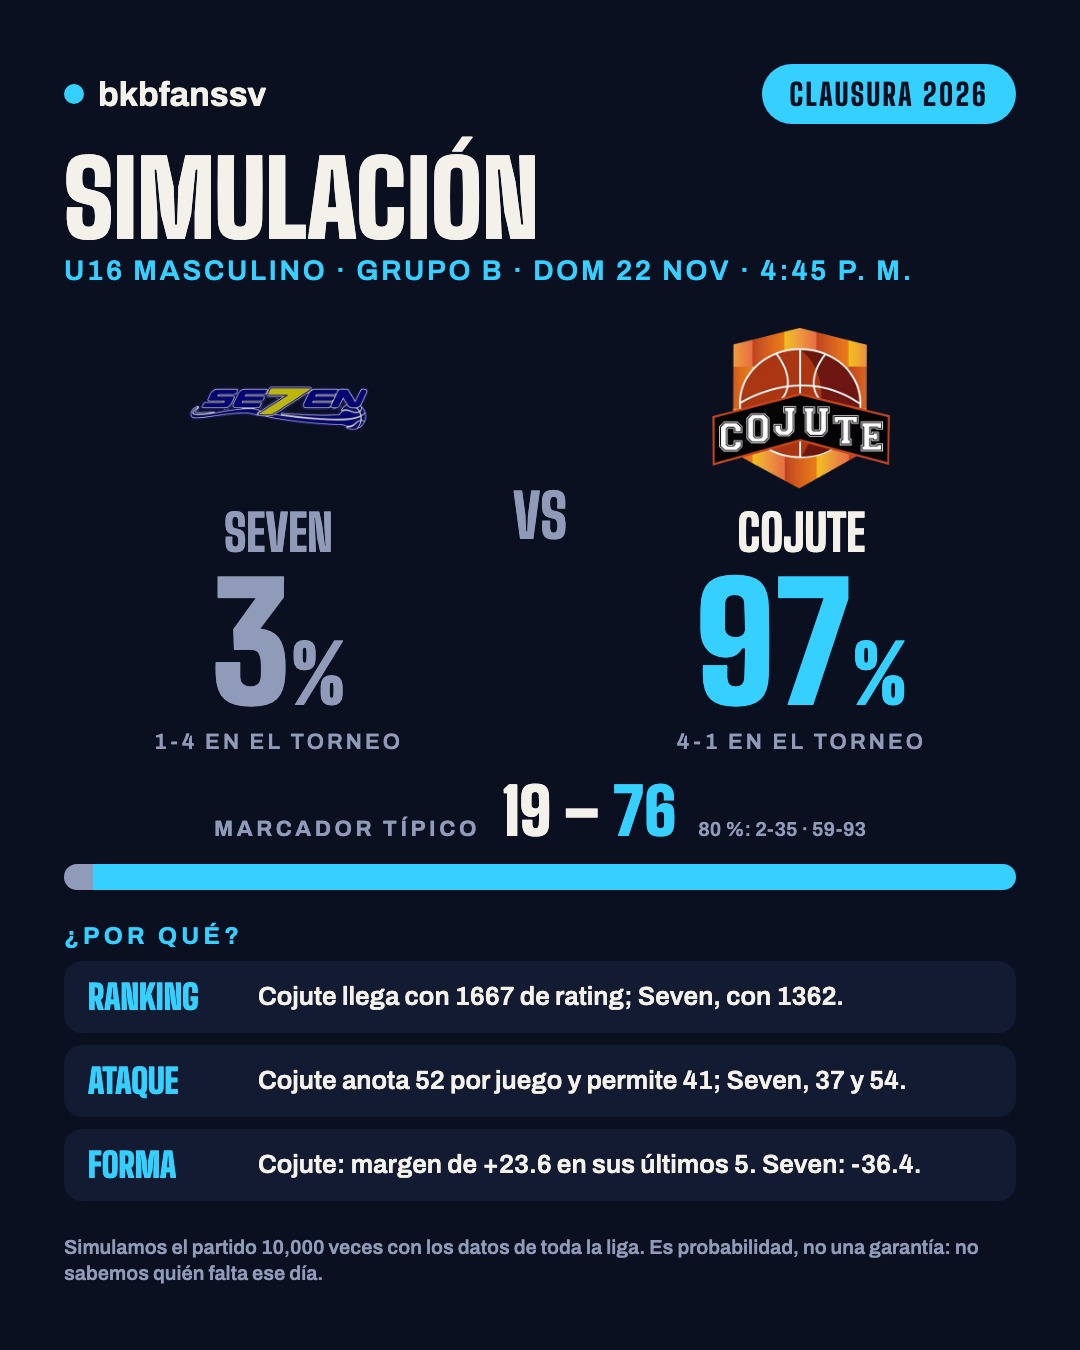 bkbfanssv
CLAUSURA 2026
SIMULACIÓN
U16 MASCULINO · GRUPO B · DOM 22 NOV · 4:45 P. M.
SE7EN
COJUTE
VS
SEVEN
COJUTE
3%
97%
1-4 EN EL TORNEO
4-1 EN EL TORNEO
MARCADOR TÍPICO 19 – 76 80 %: 2-35 · 59-93
¿POR QUÉ?
RANKING Cojute llega con 1667 de rating; Seven, con 1362.
ATAQUE Cojute anota 52 por juego y permite 41; Seven, 37 y 54.
FORMA Cojute: margen de +23.6 en sus últimos 5. Seven: -36.4.
Simulamos el partido 10,000 veces con los datos de toda la liga. Es probabilidad, no una garantía: no
sabemos quién falta ese día.